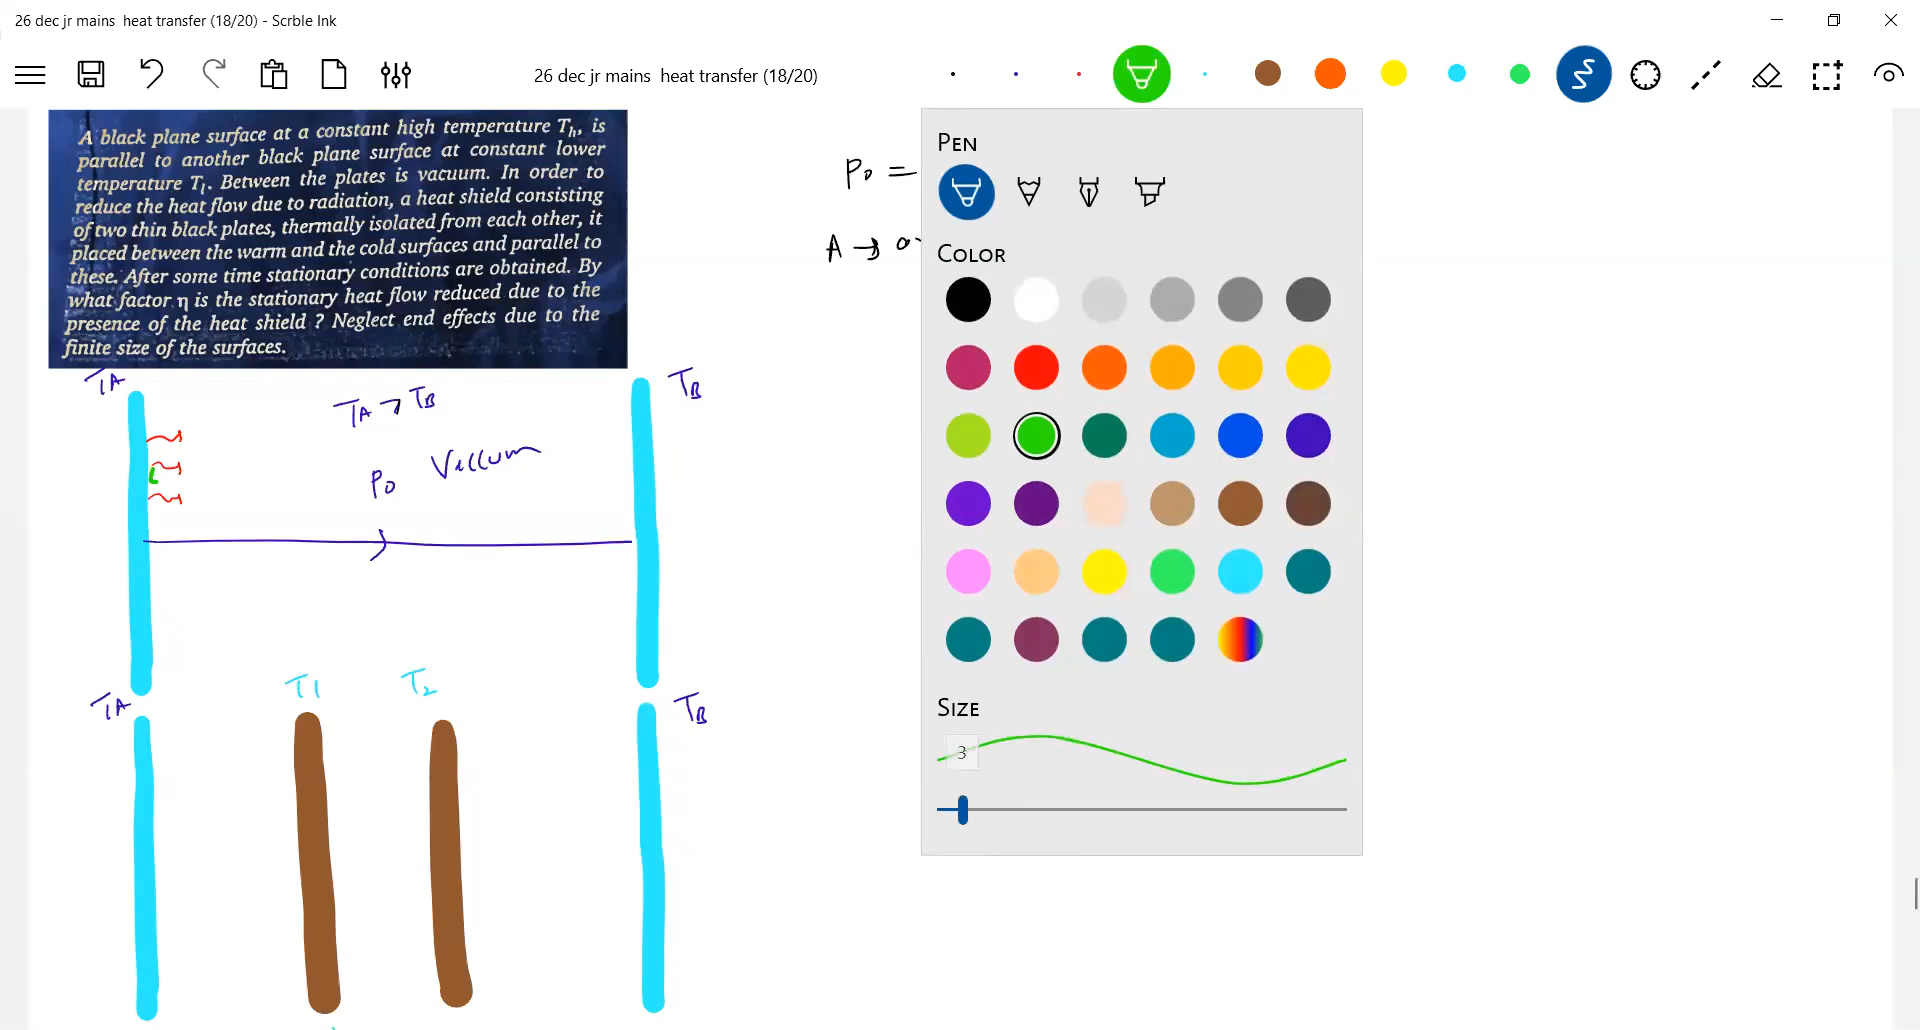 26 dec jr mains heat transfer (18/20) - Scrble Ink
26 dec jr mains heat transfer (18/20)
A black plane surface at a constant high temperature Th, is
parallel to another black plane surface at constant lower
temperature Tl. Between the plates is vacuum. In order to
reduce the heat flow due to radiation, a heat shield consisting
of two thin black plates, thermally isolated from each other, it
placed between the warm and the cold surfaces and parallel to
these. After some time stationary conditions are obtained. By
what factor η is the stationary heat flow reduced due to the
presence of the heat shield ? Neglect end effects due to the
finite size of the surfaces.
P0 =
A →
PEN
COLOR
SIZE
3
TA
TA > TB
TB
P0 Vaccum
TA
T1
T2
TB